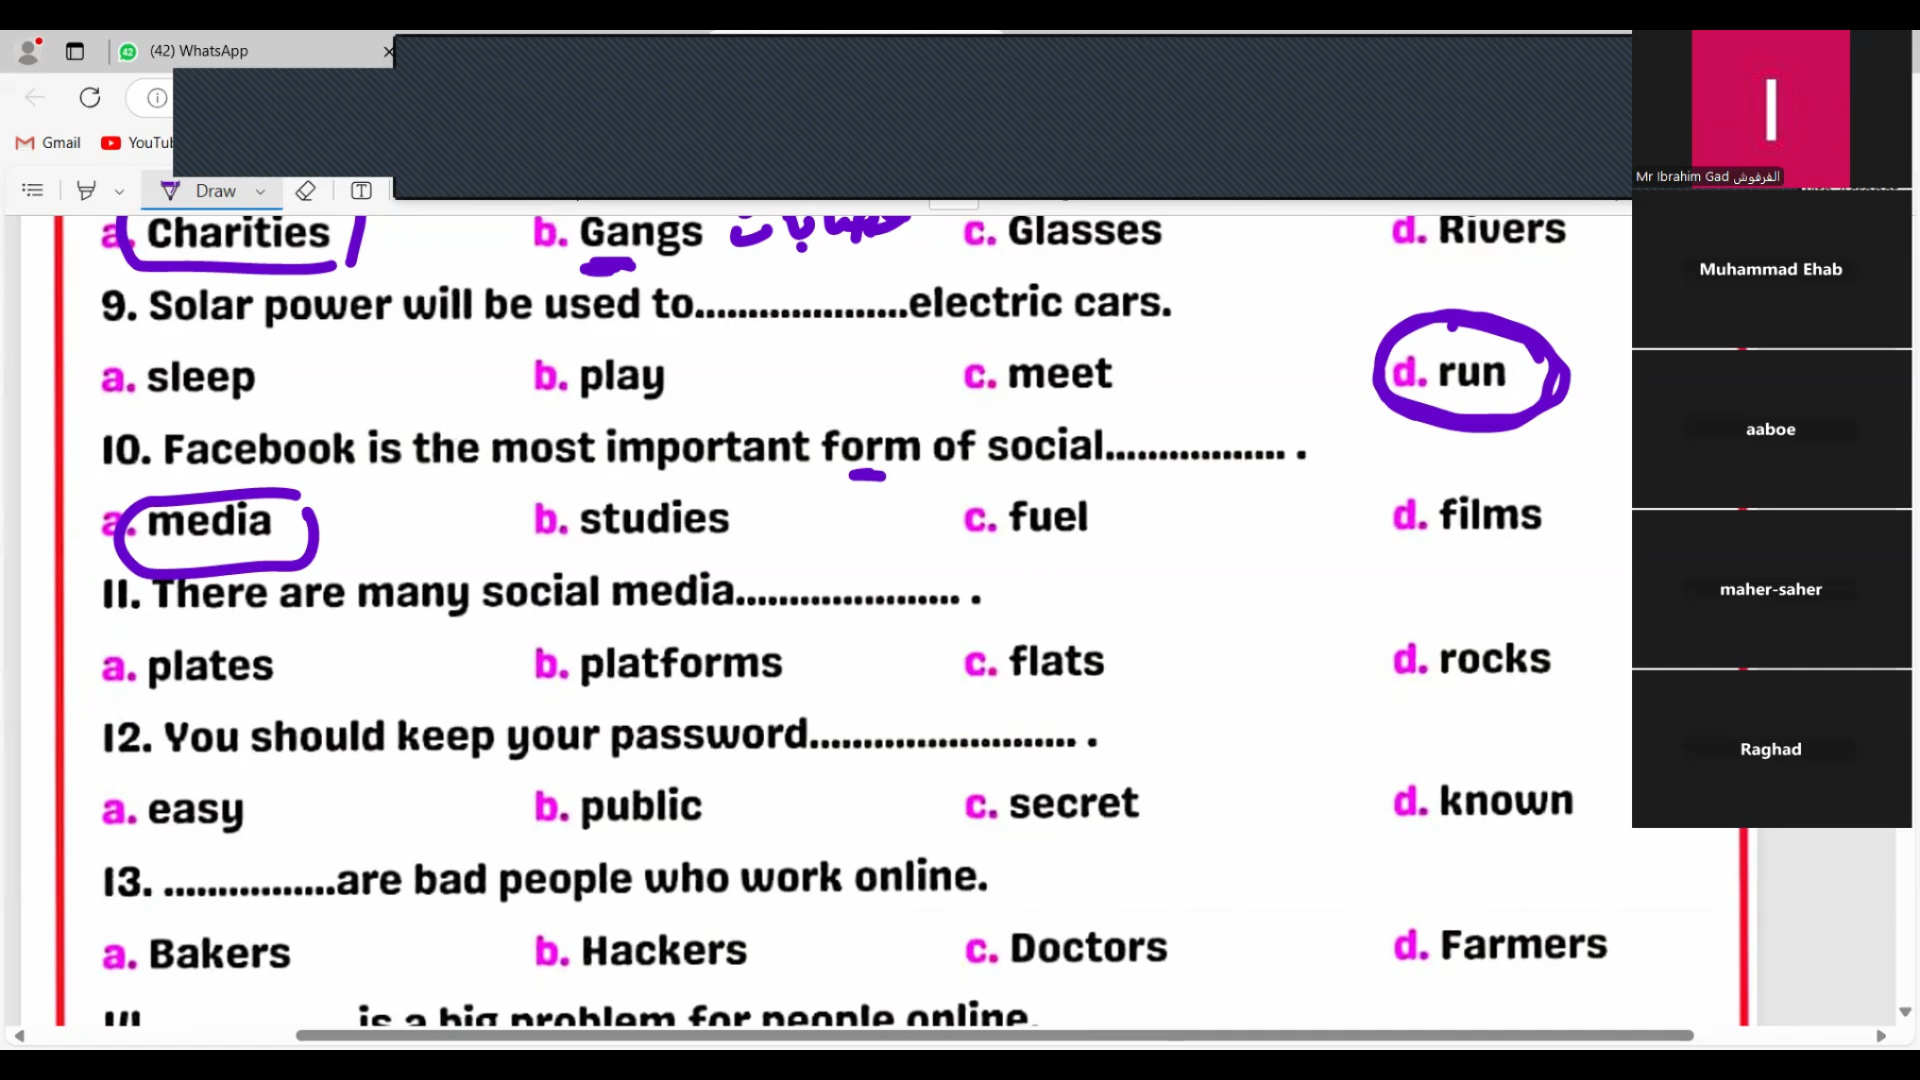 (42) WhatsApp
Gmail
Draw
Mr Ibrahim Gad الفرفوش
a. Charities b. Gangs عصابات c. Glasses d. Rivers
9. Solar power will be used to....................electric cars.
a. sleep b. play c. meet d. run
10. Facebook is the most important form of social................. .
a. media b. studies c. fuel d. films
11. There are many social media..................... .
a. plates b. platforms c. flats d. rocks
12. You should keep your password......................... .
a. easy b. public c. secret d. known
13. ................are bad people who work online.
a. Bakers b. Hackers c. Doctors d. Farmers
is a big problem for people online.
Muhammad Ehab
aaboe
maher-saher
Raghad